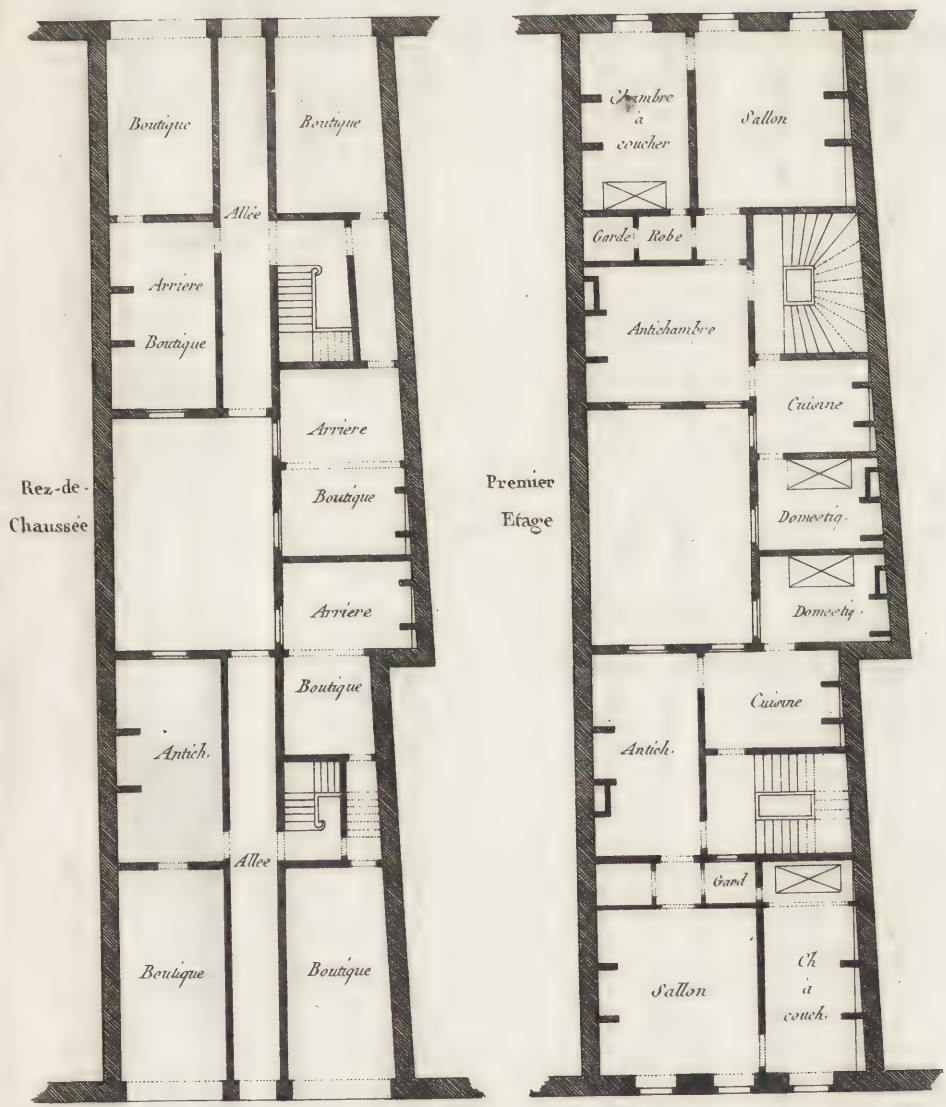 Rez-de-
Chaussée
Boutique
Boutique
Allée
Arriere
Boutique
Arriere
Boutique
Arriere
Boutique
Antich.
Allée
Boutique
Boutique
Premier
Etage
Chambre
à
coucher
Sallon
Garde Robe
Antichambre
Cuisine
Domestiq.
Domestiq.
Cuisine
Antich.
Gard
Sallon
Ch
à
couch.